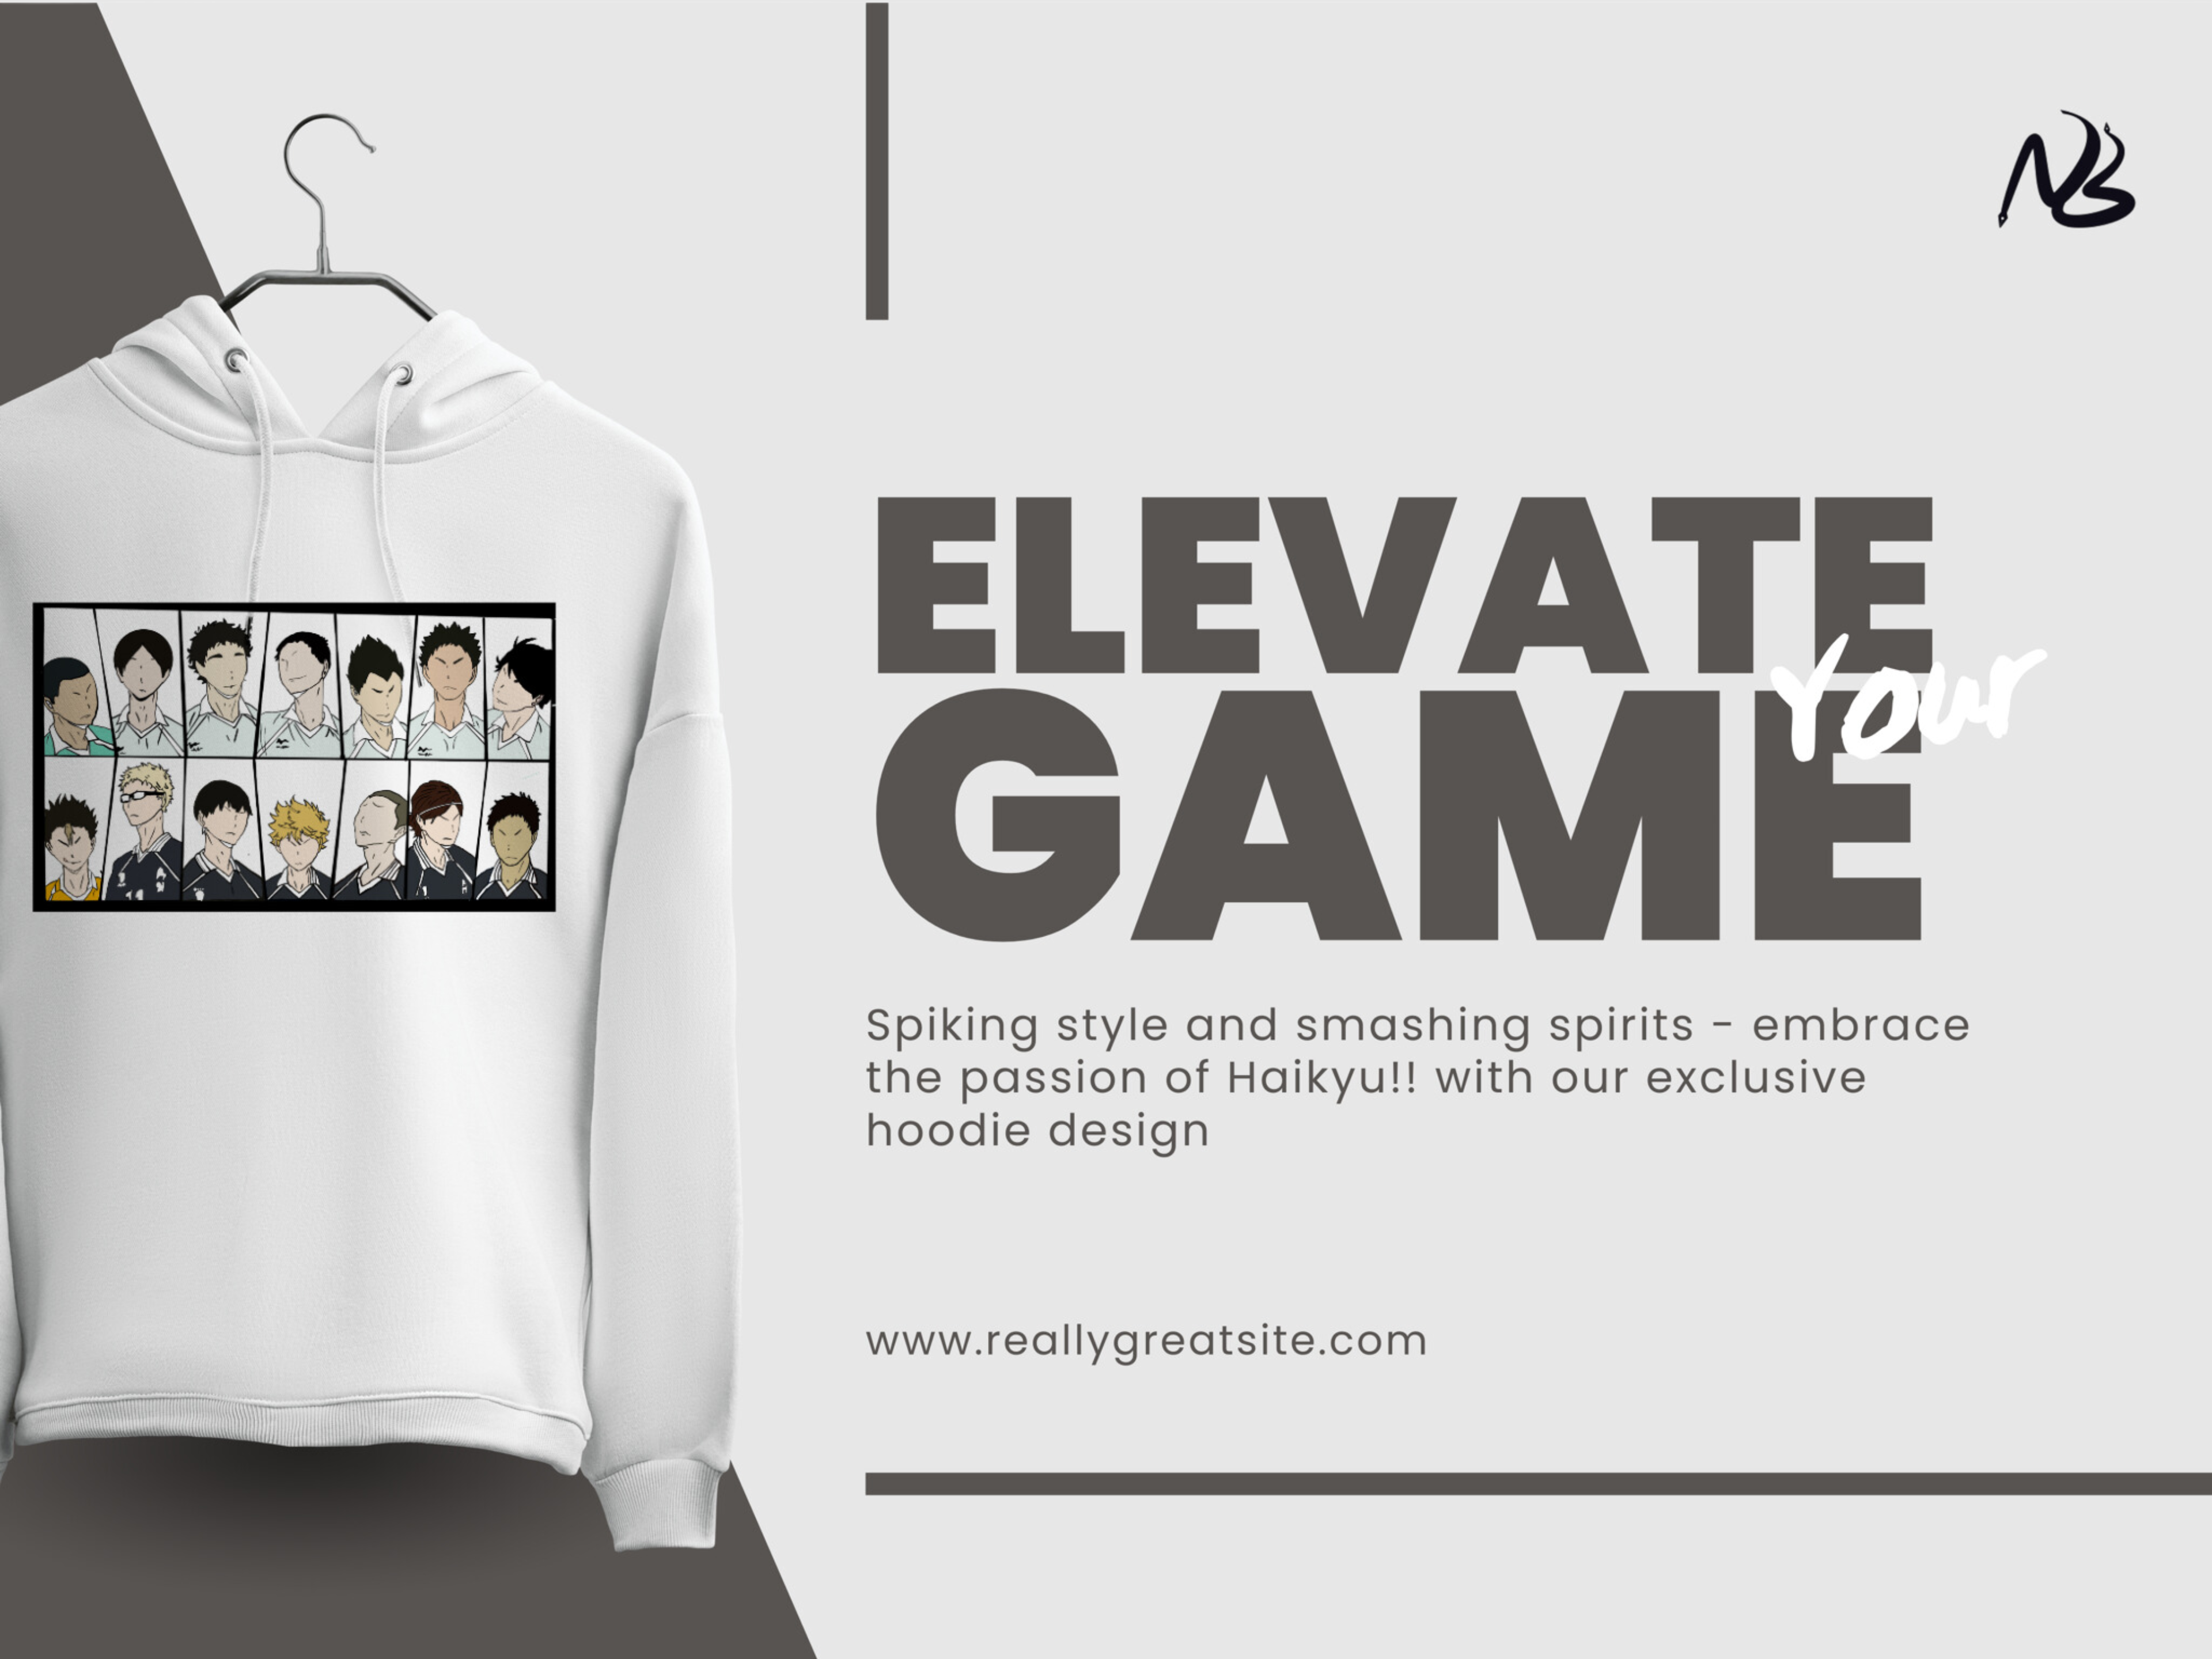 NB
ELEVATE
Your
GAME
Spiking style and smashing spirits - embrace
the passion of Haikyu!! with our exclusive
hoodie design
www.reallygreatsite.com